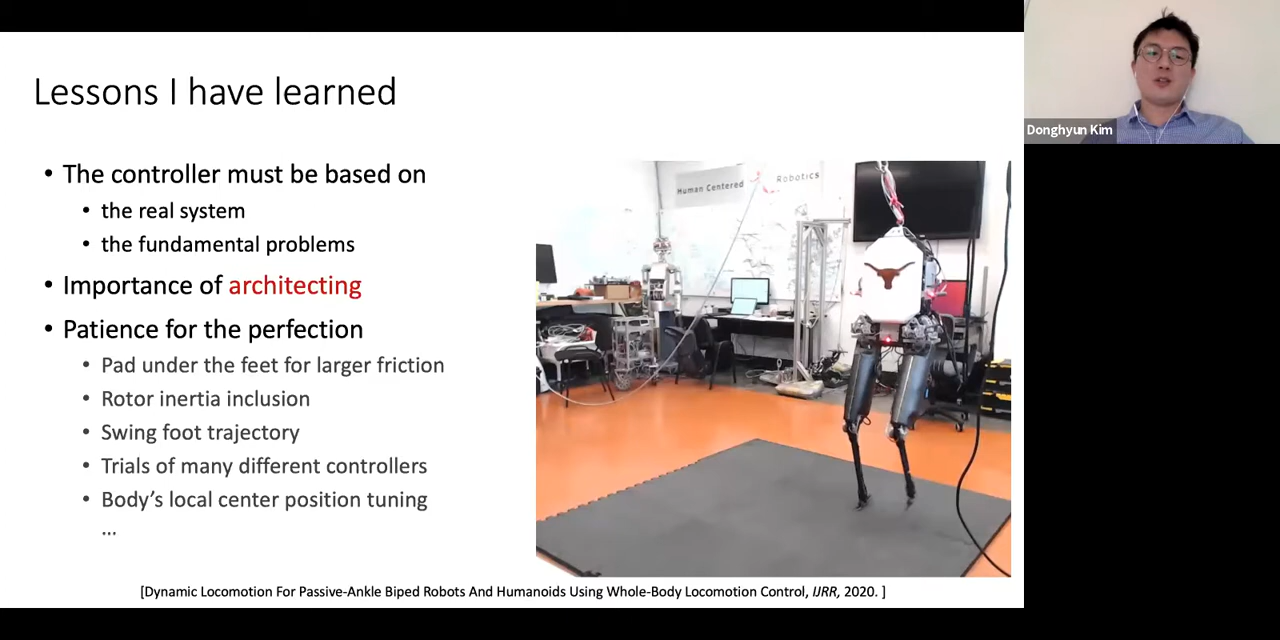 Lessons I have learned
• The controller must be based on
• the real system
• the fundamental problems
• Importance of architecting
• Patience for the perfection
• Pad under the feet for larger friction
• Rotor inertia inclusion
• Swing foot trajectory
• Trials of many different controllers
• Body's local center position tuning
...
Human Centered Robotics
[Dynamic Locomotion For Passive-Ankle Biped Robots And Humanoids Using Whole-Body Locomotion Control, IJRR, 2020. ]
Donghyun Kim